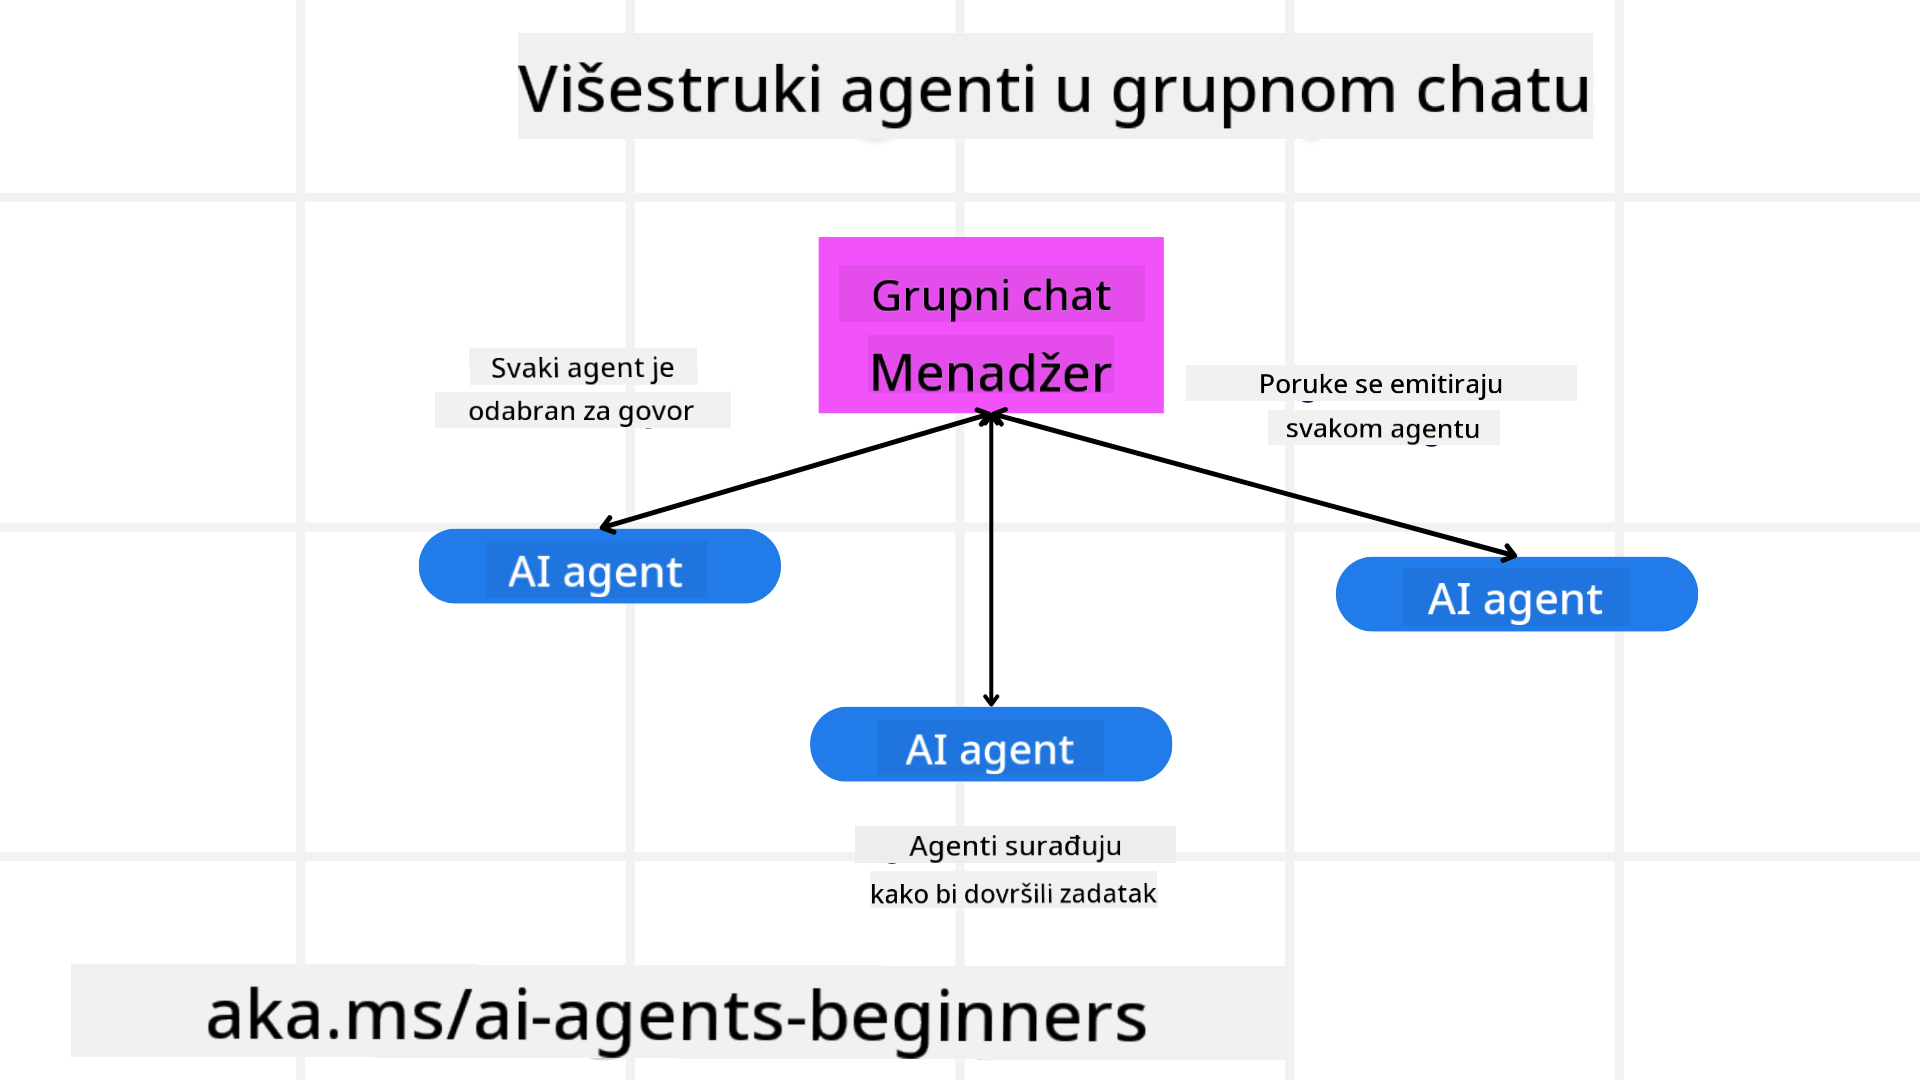 Višestruki agenti u grupnom chatu
Grupni chat
Menadžer
Svaki agent je
odabran za govor
Poruke se emitiraju
svakom agentu
AI agent
AI agent
AI agent
Agenti surađuju
kako bi dovršili zadatak
aka.ms/ai-agents-beginners